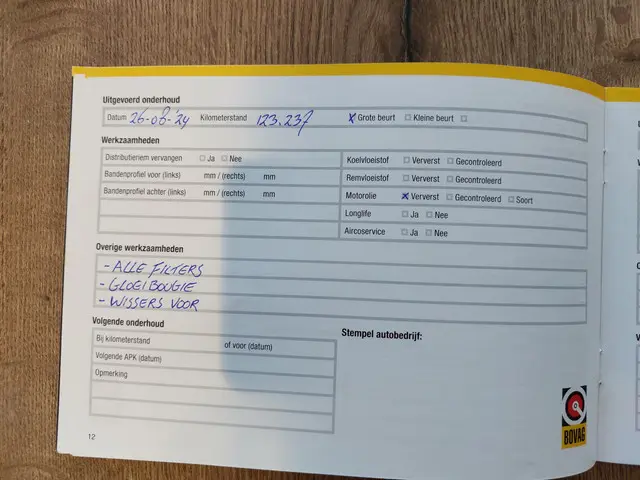 Uitgevoerd onderhoud
Datum 26-08-'24 Kilometerstand 123.237 X Grote beurt Kleine beurt
Werkzaamheden
Distributieriem vervangen Ja Nee
Bandenprofiel voor (links) mm / (rechts) mm
Bandenprofiel achter (links) mm / (rechts) mm
Koelvloeistof Ververst Gecontroleerd
Remvloeistof Ververst Gecontroleerd
Motorolie X Ververst Gecontroleerd Soort
Longlife Ja Nee
Aircoservice Ja Nee
Overige werkzaamheden
- ALLE FILTERS
- GLOEIBOUGIE
- WISSERS VOOR
Volgende onderhoud
Bij kilometerstand of voor (datum)
Volgende APK (datum)
Opmerking
Stempel autobedrijf:
BOVAG
12